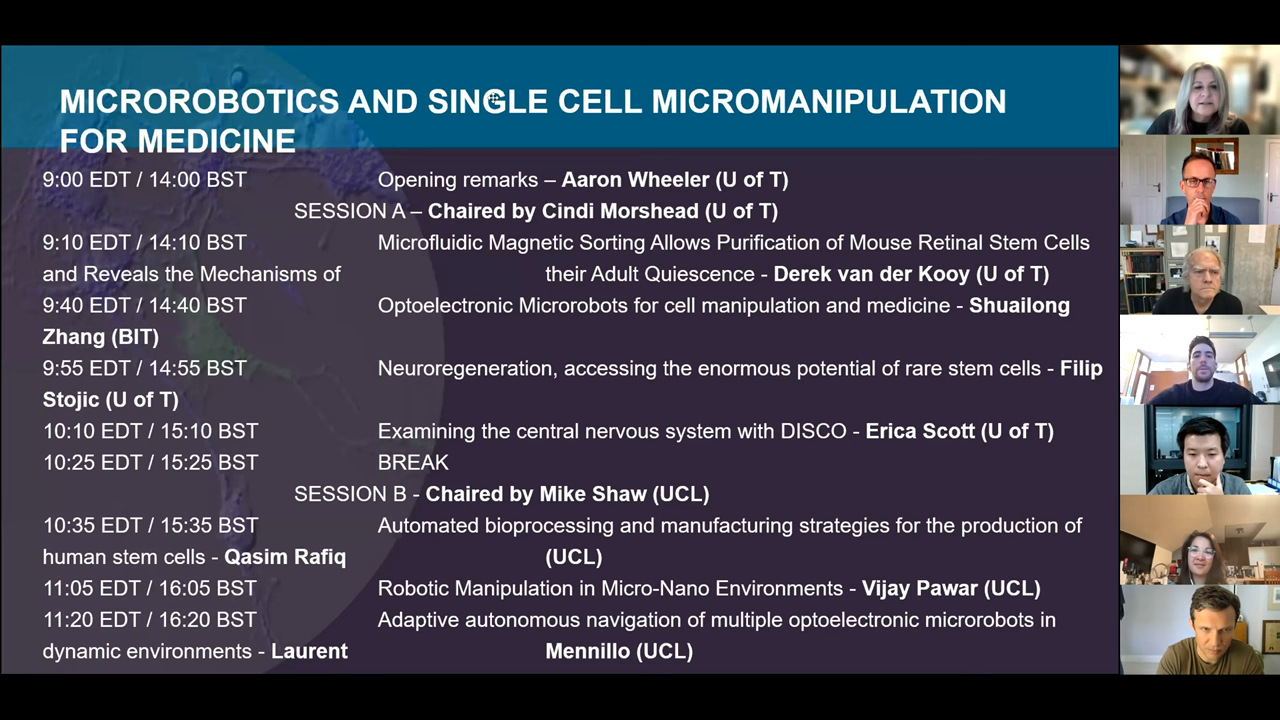 MICROROBOTICS AND SINGLE CELL MICROMANIPULATION
FOR MEDICINE
9:00 EDT / 14:00 BST Opening remarks – Aaron Wheeler (U of T)
SESSION A – Chaired by Cindi Morshead (U of T)
9:10 EDT / 14:10 BST Microfluidic Magnetic Sorting Allows Purification of Mouse Retinal Stem Cells
and Reveals the Mechanisms of their Adult Quiescence - Derek van der Kooy (U of T)
9:40 EDT / 14:40 BST Optoelectronic Microrobots for cell manipulation and medicine - Shuailong
Zhang (BIT)
9:55 EDT / 14:55 BST Neuroregeneration, accessing the enormous potential of rare stem cells - Filip
Stojic (U of T)
10:10 EDT / 15:10 BST Examining the central nervous system with DISCO - Erica Scott (U of T)
10:25 EDT / 15:25 BST BREAK
SESSION B - Chaired by Mike Shaw (UCL)
10:35 EDT / 15:35 BST Automated bioprocessing and manufacturing strategies for the production of
human stem cells - Qasim Rafiq (UCL)
11:05 EDT / 16:05 BST Robotic Manipulation in Micro-Nano Environments - Vijay Pawar (UCL)
11:20 EDT / 16:20 BST Adaptive autonomous navigation of multiple optoelectronic microrobots in
dynamic environments - Laurent Mennillo (UCL)